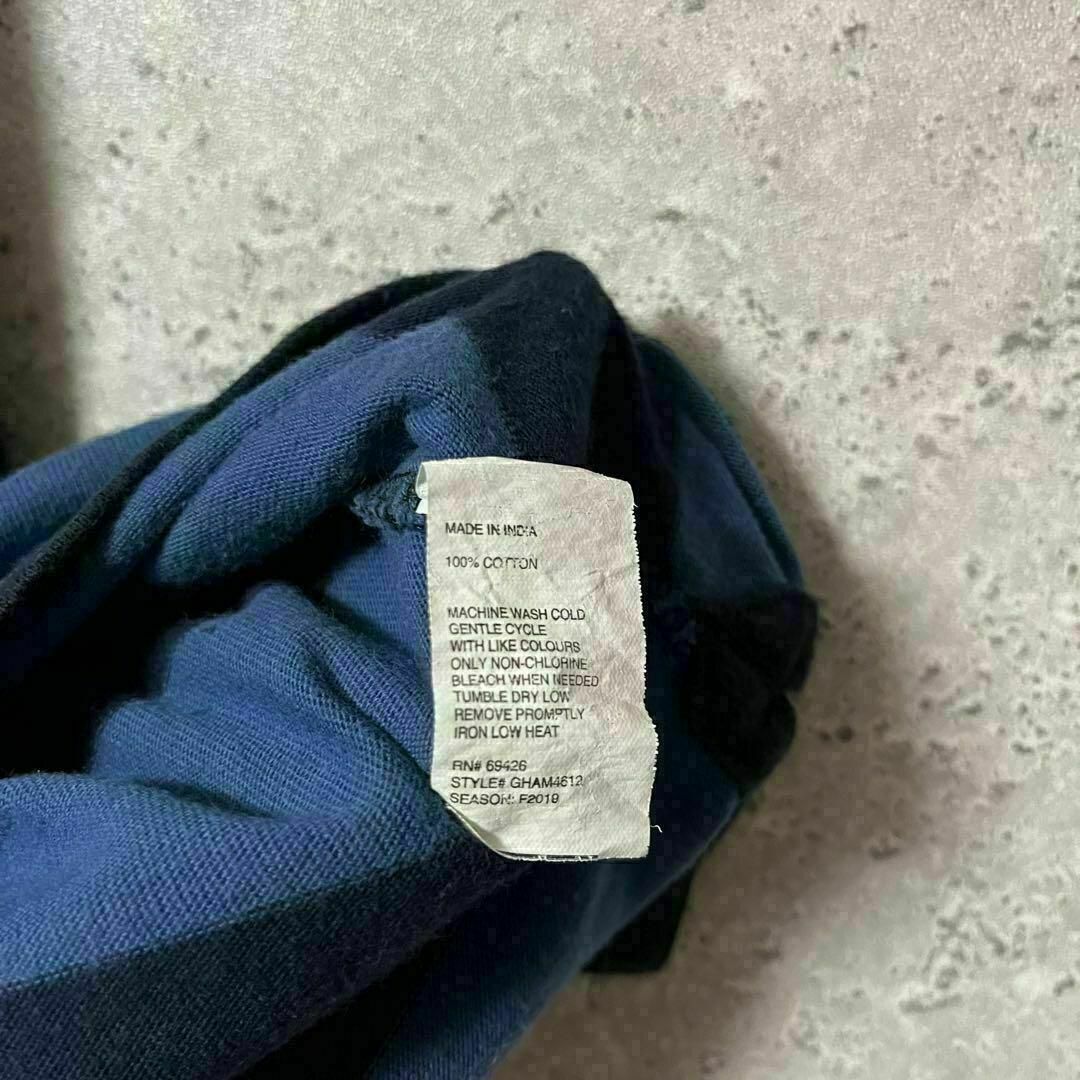 MADE IN INDIA
100% COTTON
MACHINE WASH COLD
GENTLE CYCLE
WITH LIKE COLOURS
ONLY NON-CHLORINE
BLEACH WHEN NEEDED
TUMBLE DRY LOW
REMOVE PROMPTLY
IRON LOW HEAT
RN# 69426
STYLE# GHAM4612
SEASON: F2019